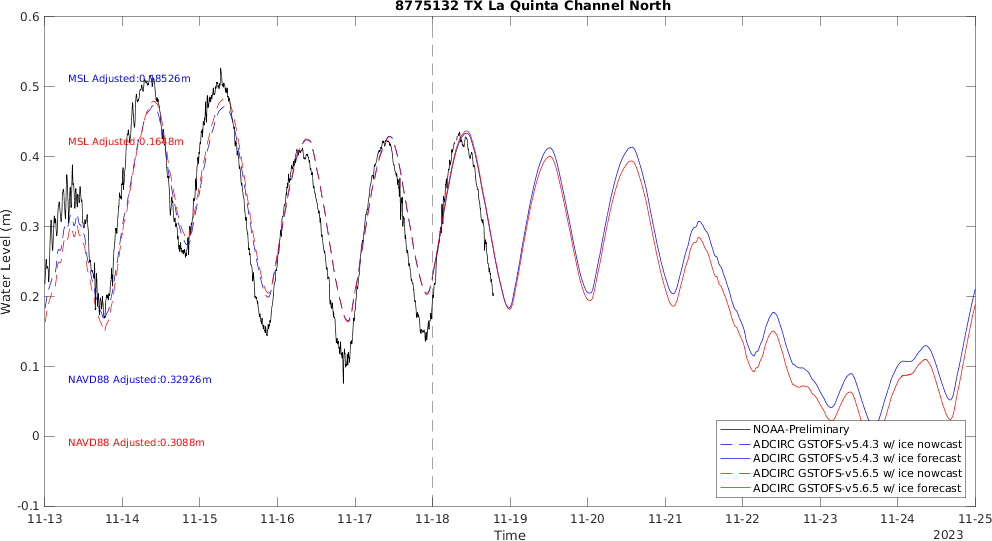 8775132 TX La Quinta Channel North
0.6
0.5
0.4
0.3
0.2
0.1
0
-0.1
Water Level (m)
MSL Adjusted:0.18526m
MSL Adjusted:0.1648m
NAVD88 Adjusted:0.32926m
NAVD88 Adjusted:0.3088m
NOAA-Preliminary
ADCIRC GSTOFS-v5.4.3 w/ ice nowcast
ADCIRC GSTOFS-v5.4.3 w/ ice forecast
ADCIRC GSTOFS-v5.6.5 w/ ice nowcast
ADCIRC GSTOFS-v5.6.5 w/ ice forecast
11-13 11-14 11-15 11-16 11-17 11-18 11-19 11-20 11-21 11-22 11-23 11-24 11-25
Time
2023